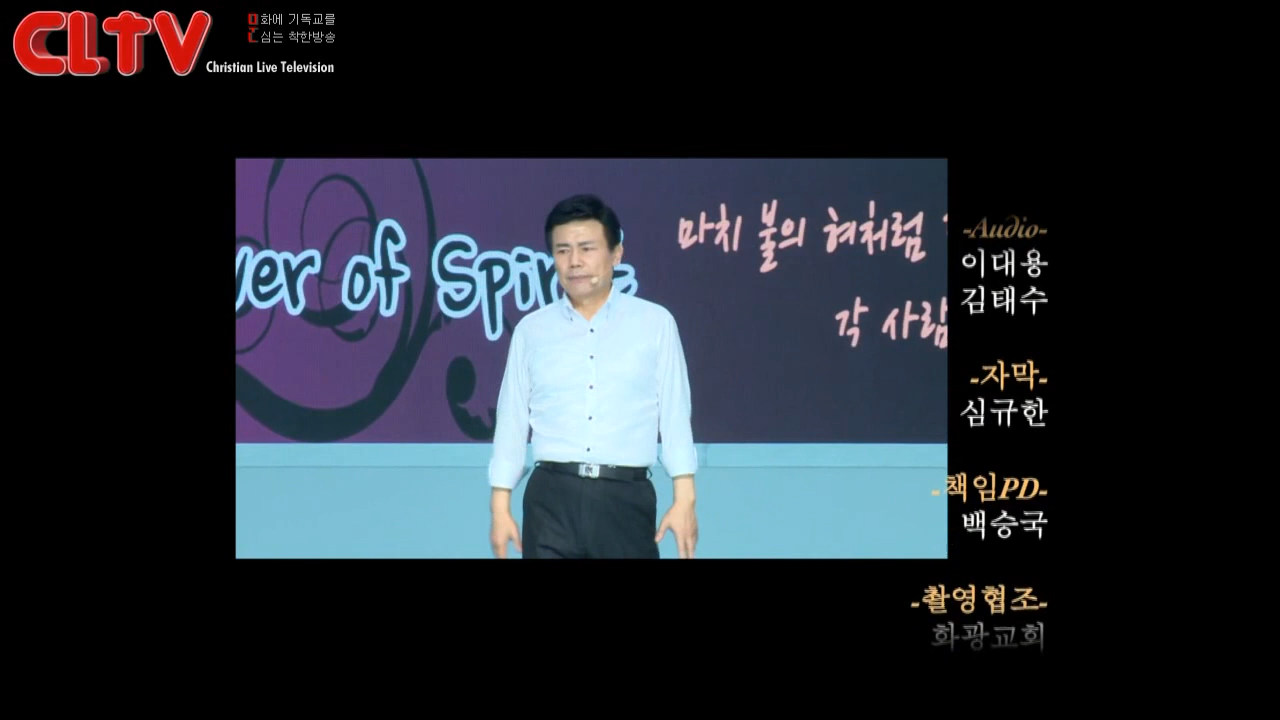 CLTV
문화에 기독교를
심는 착한방송
Christian Live Television
ver of Spirit
마치 불의 혀처럼
각 사람
-Audio-
이대용
김태수
-자막-
심규한
-책임PD-
백승국
-촬영협조-
화광교회